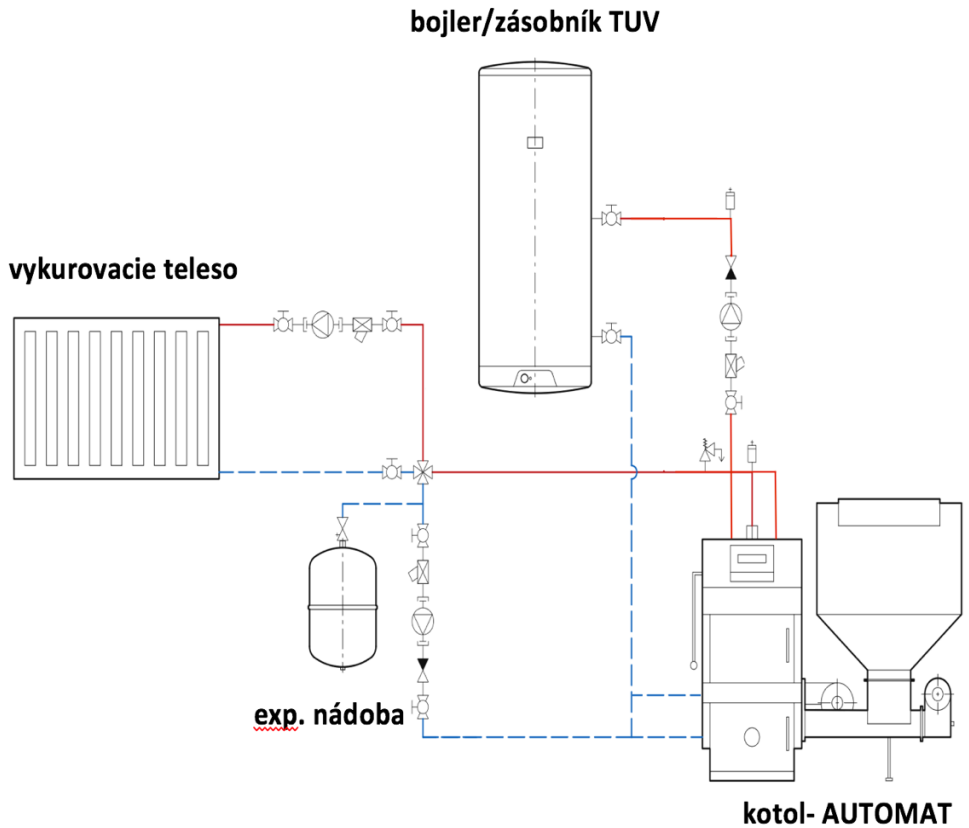 bojler/zásobník TUV
vykurovacie teleso
exp. nádoba
kotol- AUTOMAT